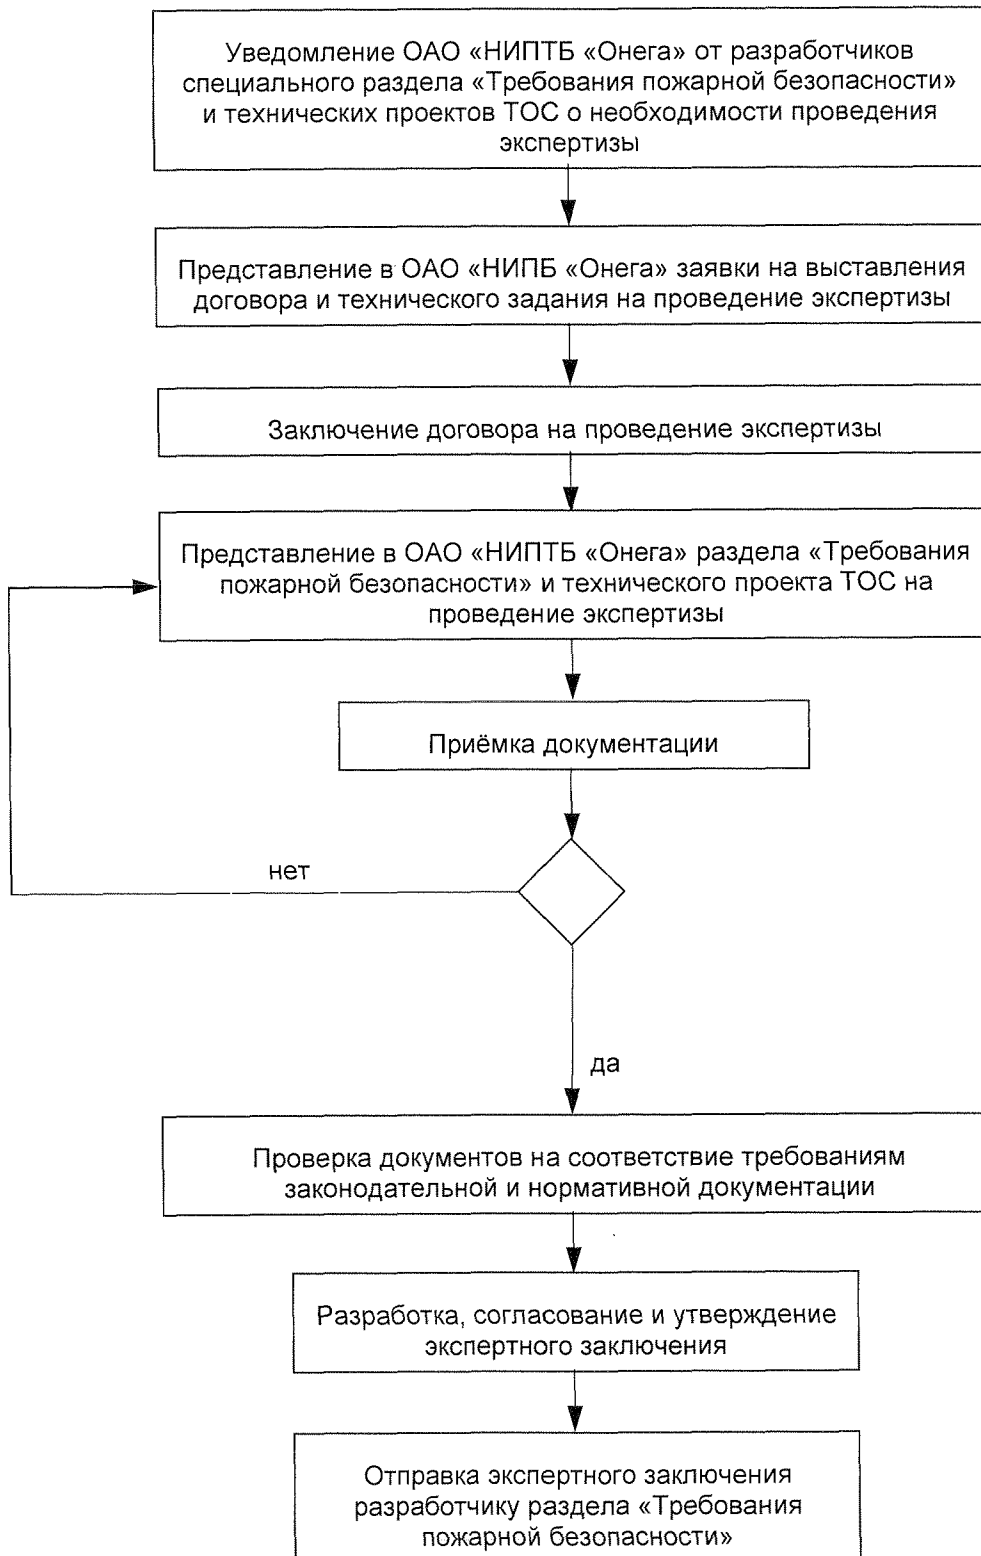 Уведомление ОАО «НИПТБ «Онега» от разработчиков
специального раздела «Требования пожарной безопасности»
и технических проектов ТОС о необходимости проведения
экспертизы
Представление в ОАО «НИПБ «Онега» заявки на выставления
договора и технического задания на проведение экспертизы
Заключение договора на проведение экспертизы
Представление в ОАО «НИПТБ «Онега» раздела «Требования
пожарной безопасности» и технического проекта ТОС на
проведение экспертизы
Приёмка документации
нет
да
Проверка документов на соответствие требованиям
законодательной и нормативной документации
Разработка, согласование и утверждение
экспертного заключения
Отправка экспертного заключения
разработчику раздела «Требования
пожарной безопасности»